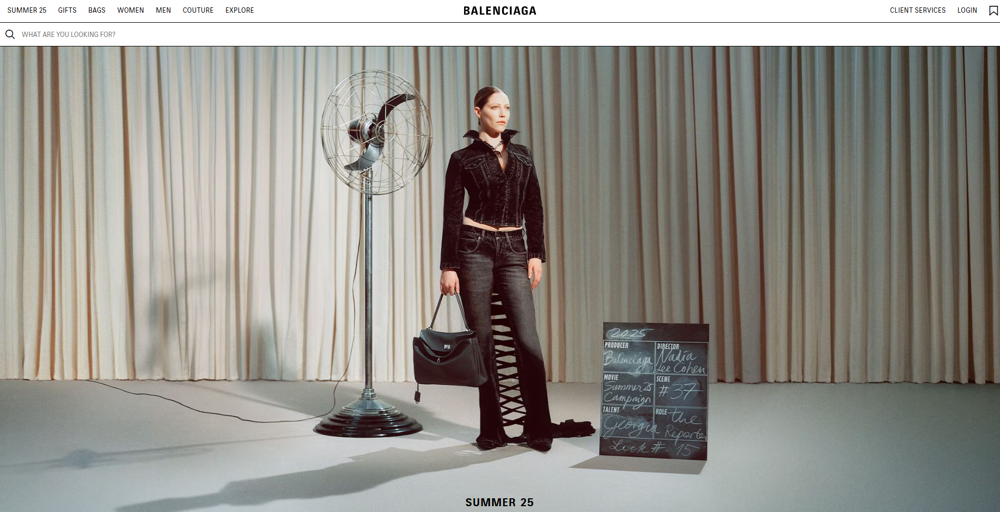 SUMMER 25 GIFTS BAGS WOMEN MEN COUTURE EXPLORE BALENCIAGA CLIENT SERVICES LOGIN
WHAT ARE YOU LOOKING FOR?
2025
PRODUCER
Balenciaga
DIRECTOR
Nadia
Lee Cohen
MOVIE
Summer 25
Campaign
SCENE
# 37
TALENT
Georgia
ROLE the
Reporter
Look # 15
SUMMER 25